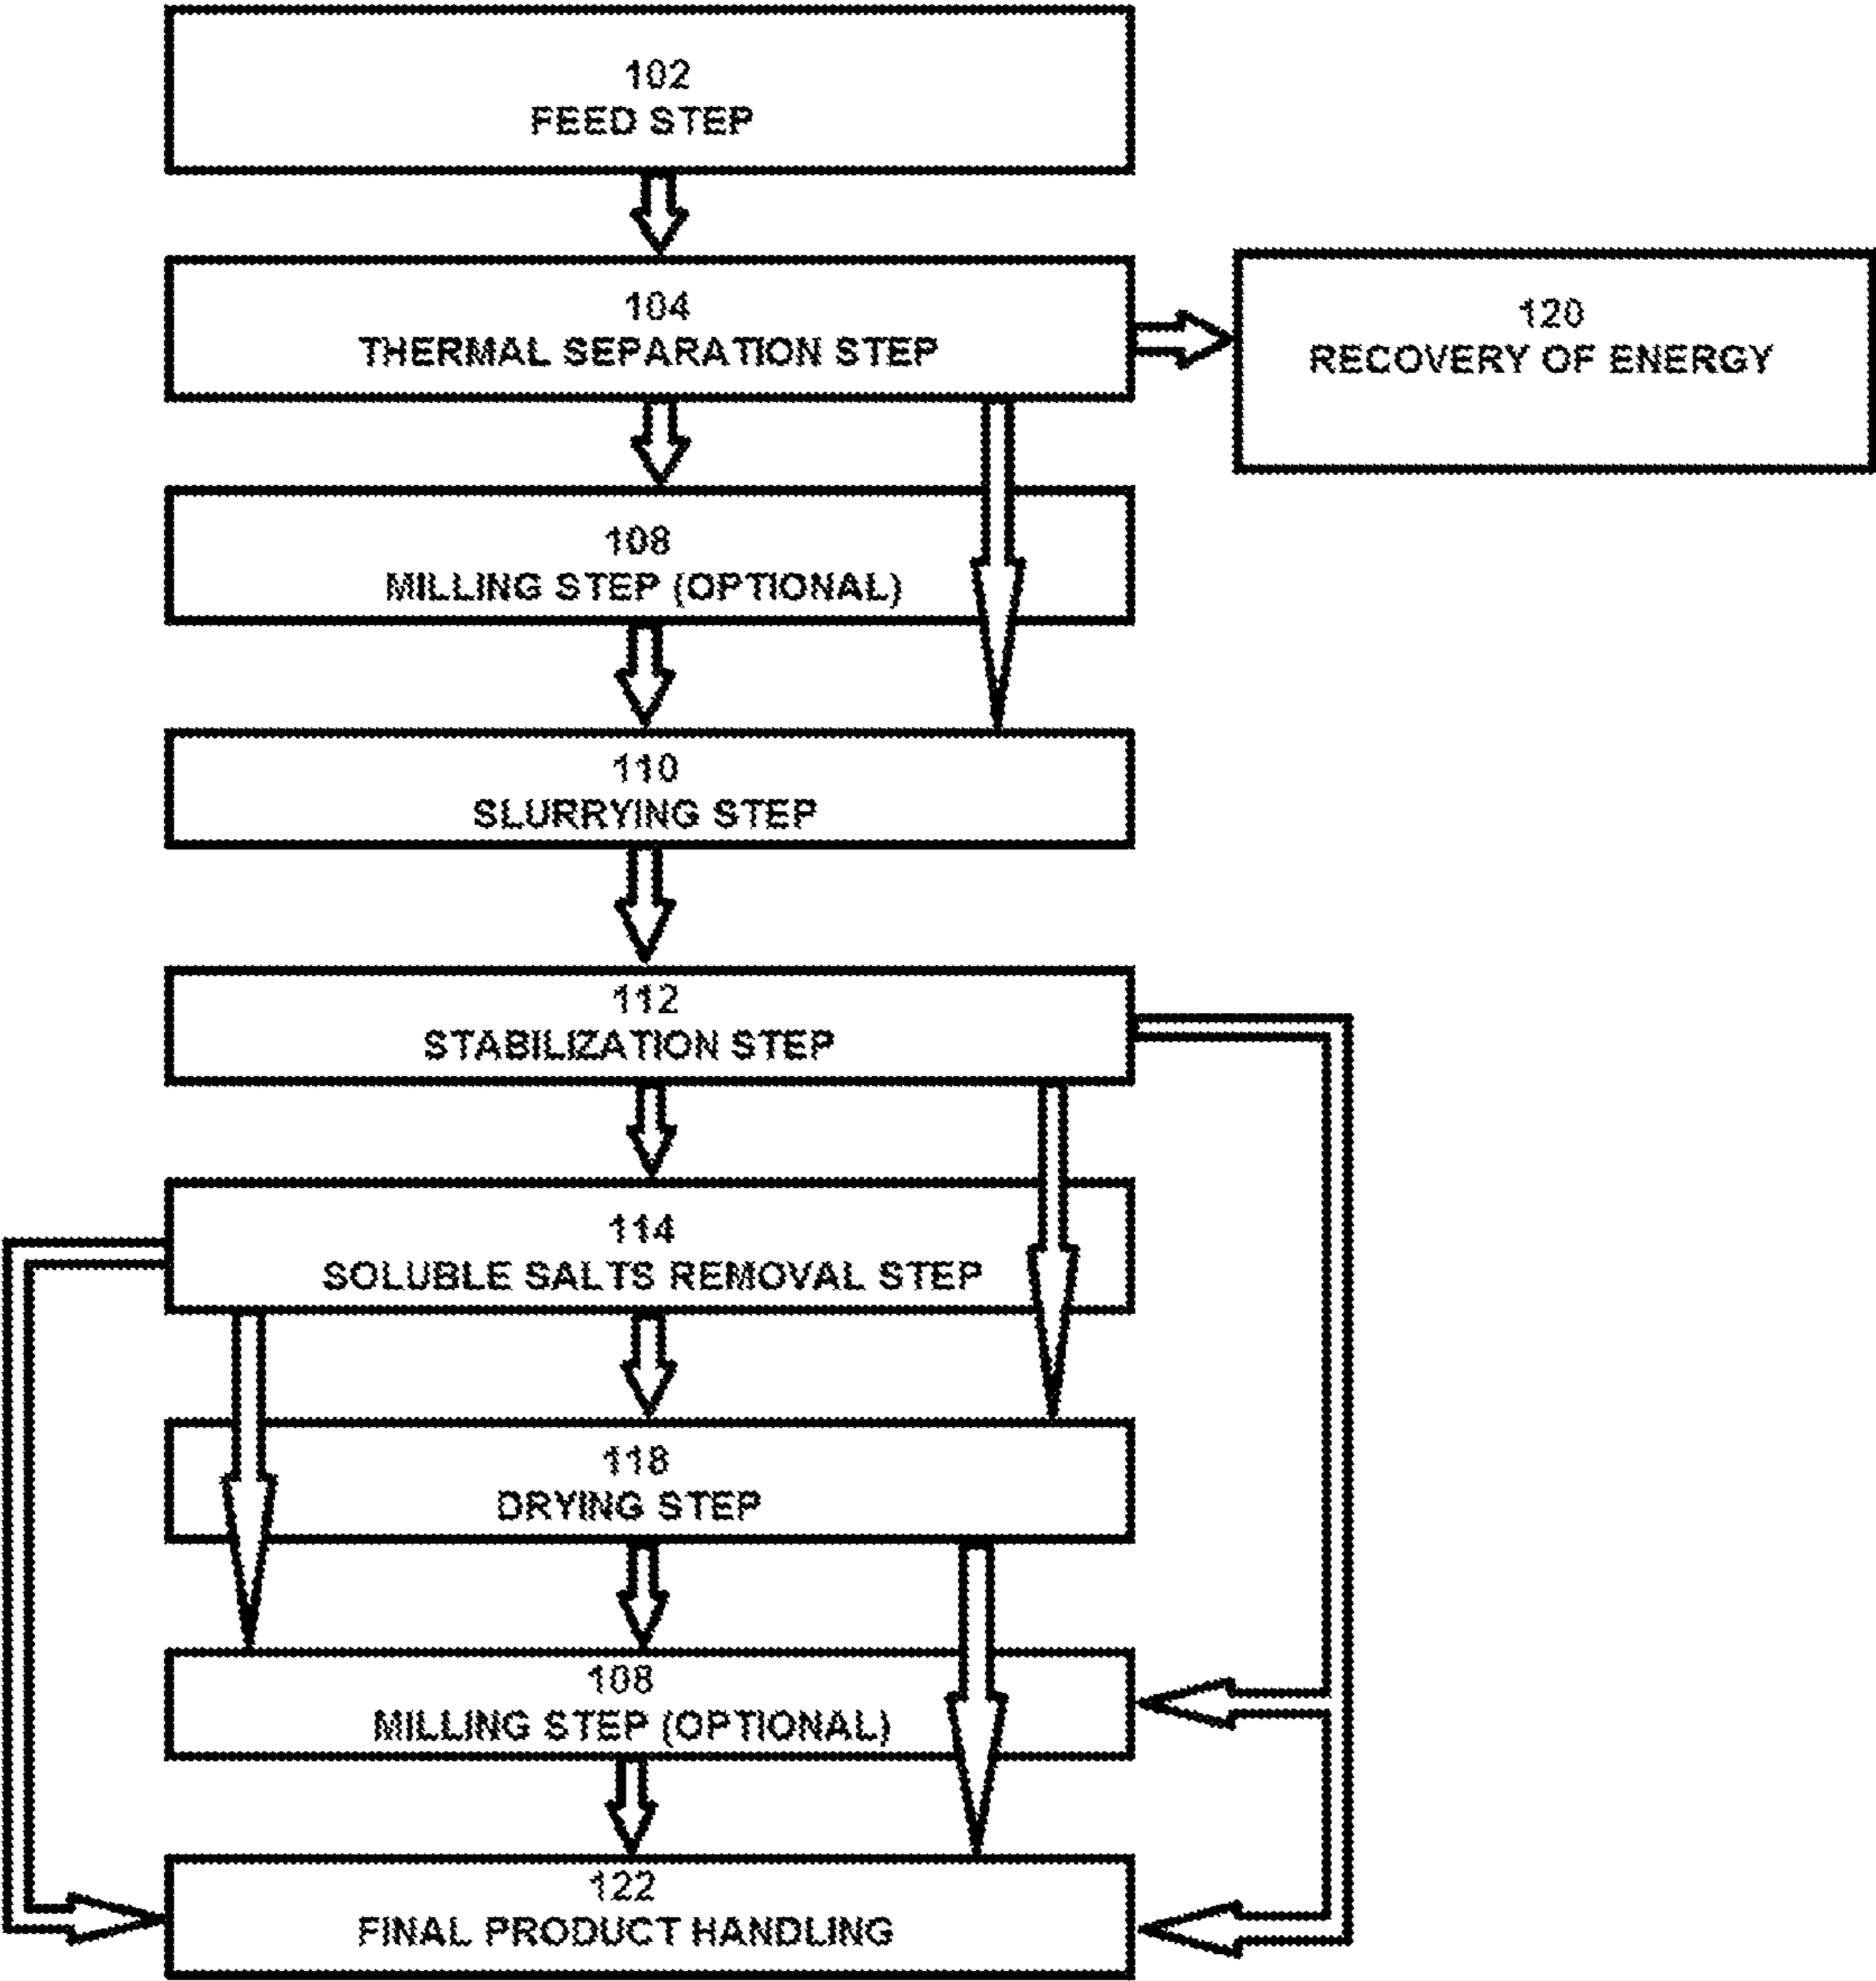 102
FEED STEP
104
THERMAL SEPARATION STEP
120
RECOVERY OF ENERGY
108
MILLING STEP (OPTIONAL)
110
SLURRYING STEP
112
STABILIZATION STEP
114
SOLUBLE SALTS REMOVAL STEP
118
DRYING STEP
108
MILLING STEP (OPTIONAL)
122
FINAL PRODUCT HANDLING